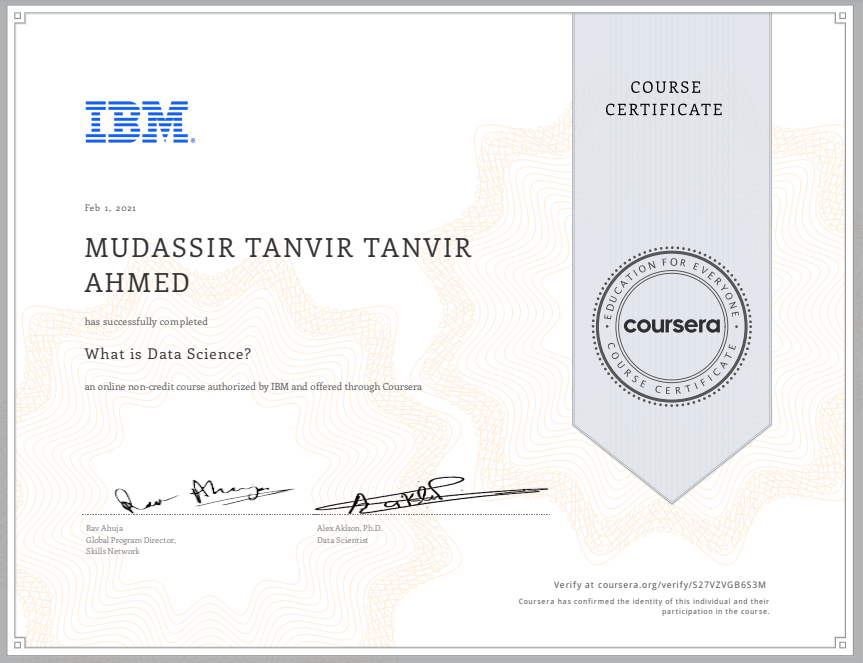 IBM®
COURSE
CERTIFICATE
Feb 1, 2021
MUDASSIR TANVIR TANVIR
AHMED
has successfully completed
What is Data Science?
an online non-credit course authorized by IBM and offered through Coursera
EDUCATION FOR EVERYONE
coursera
COURSE CERTIFICATE
Rav Ahuja
Global Program Director,
Skills Network
Alex Aklson, Ph.D.
Data Scientist
Verify at coursera.org/verify/S27VZVGB6S3M
Coursera has confirmed the identity of this individual and their
participation in the course.